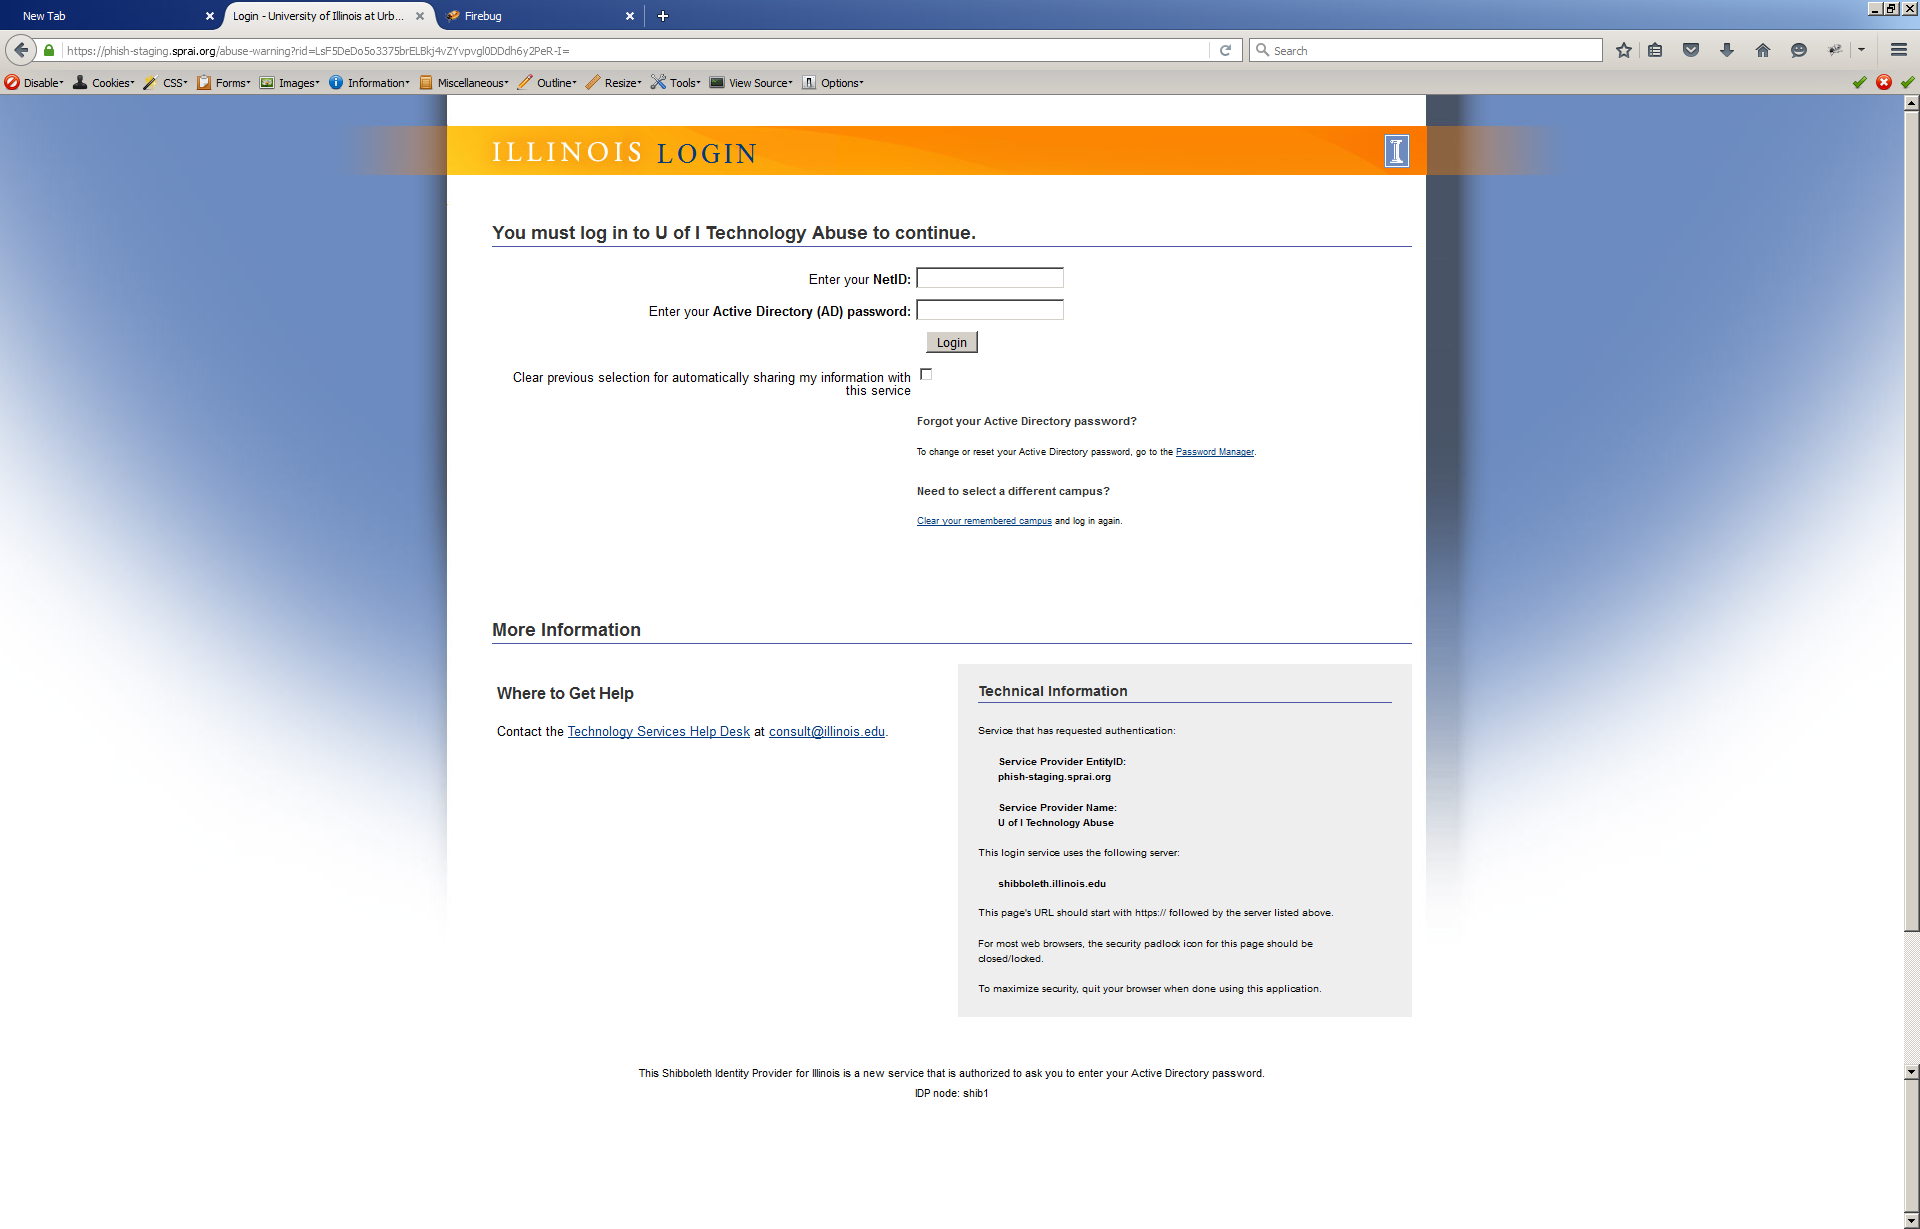 New Tab
Login - University of Illinois at Urb...
Firebug
https://phish-staging.sprai.org/abuse-warning?rid=LsF5DeDo5o3375brELBkj4vZYvpvgl0DDdh6y2PeR-I=
Search
Disable
Cookies
CSS
Forms
Images
Information
Miscellaneous
Outline
Resize
Tools
View Source
Options
ILLINOIS LOGIN
I
You must log in to U of I Technology Abuse to continue.
Enter your NetID:
Enter your Active Directory (AD) password:
Login
Clear previous selection for automatically sharing my information with
this service
Forgot your Active Directory password?
To change or reset your Active Directory password, go to the Password Manager.
Need to select a different campus?
Clear your remembered campus and log in again.
More Information
Where to Get Help
Contact the Technology Services Help Desk at consult@illinois.edu.
Technical Information
Service that has requested authentication:
Service Provider EntityID:
phish-staging.sprai.org
Service Provider Name:
U of I Technology Abuse
This login service uses the following server:
shibboleth.illinois.edu
This page's URL should start with https:// followed by the server listed above.
For most web browsers, the security padlock icon for this page should be
closed/locked.
To maximize security, quit your browser when done using this application.
This Shibboleth Identity Provider for Illinois is a new service that is authorized to ask you to enter your Active Directory password.
IDP node: shib1